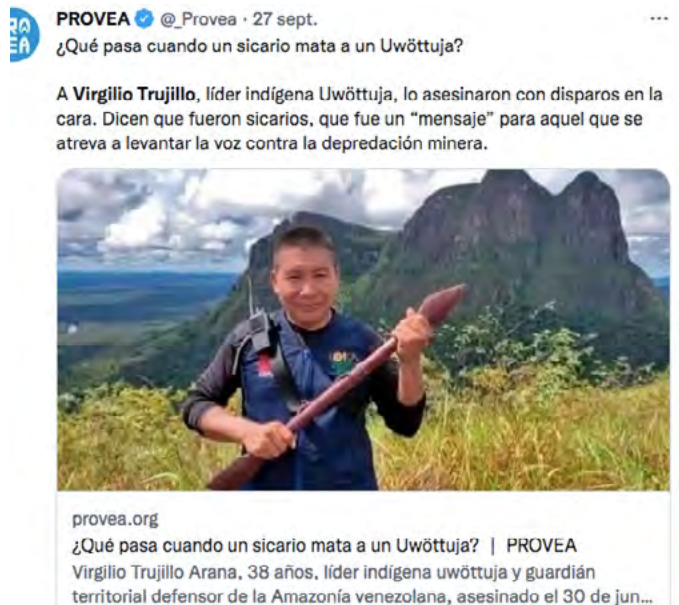 PROVEA @_Provea · 27 sept.
¿Qué pasa cuando un sicario mata a un Uwöttuja?
A Virgilio Trujillo, líder indígena Uwöttuja, lo asesinaron con disparos en la
cara. Dicen que fueron sicarios, que fue un “mensaje” para aquel que se
atreva a levantar la voz contra la depredación minera.
provea.org
¿Qué pasa cuando un sicario mata a un Uwöttuja? | PROVEA
Virgilio Trujillo Arana, 38 años, líder indígena uwöttuja y guardián
territorial defensor de la Amazonía venezolana, asesinado el 30 de jun...